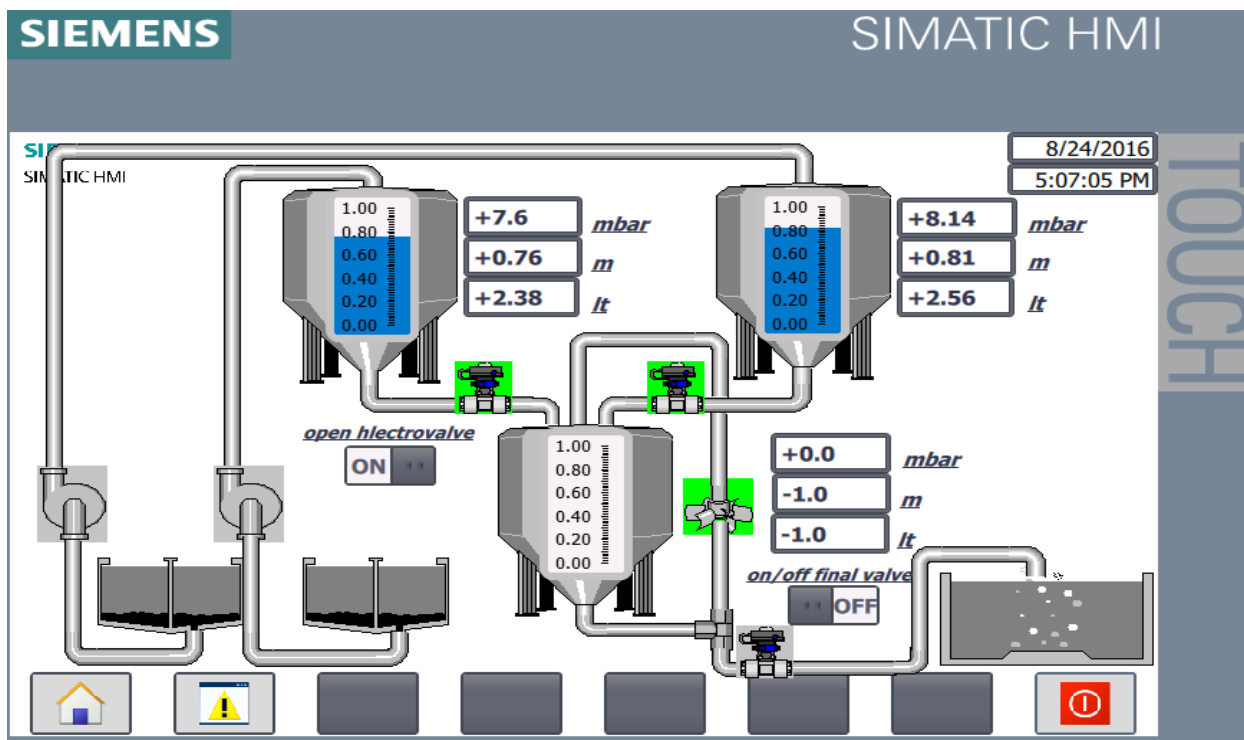 SIEMENS
SIMATIC HMI
TOUCH
8/24/2016
SIMATIC HMI
5:07:05 PM
1.00
0.80
0.60
0.40
0.20
0.00
+7.6 mbar
+0.76 m
+2.38 lt
1.00
0.80
0.60
0.40
0.20
0.00
+8.14 mbar
+0.81 m
+2.56 lt
open hlectrovalve
ON
1.00
0.80
0.60
0.40
0.20
0.00
+0.0 mbar
-1.0 m
-1.0 lt
on/off final valve
OFF